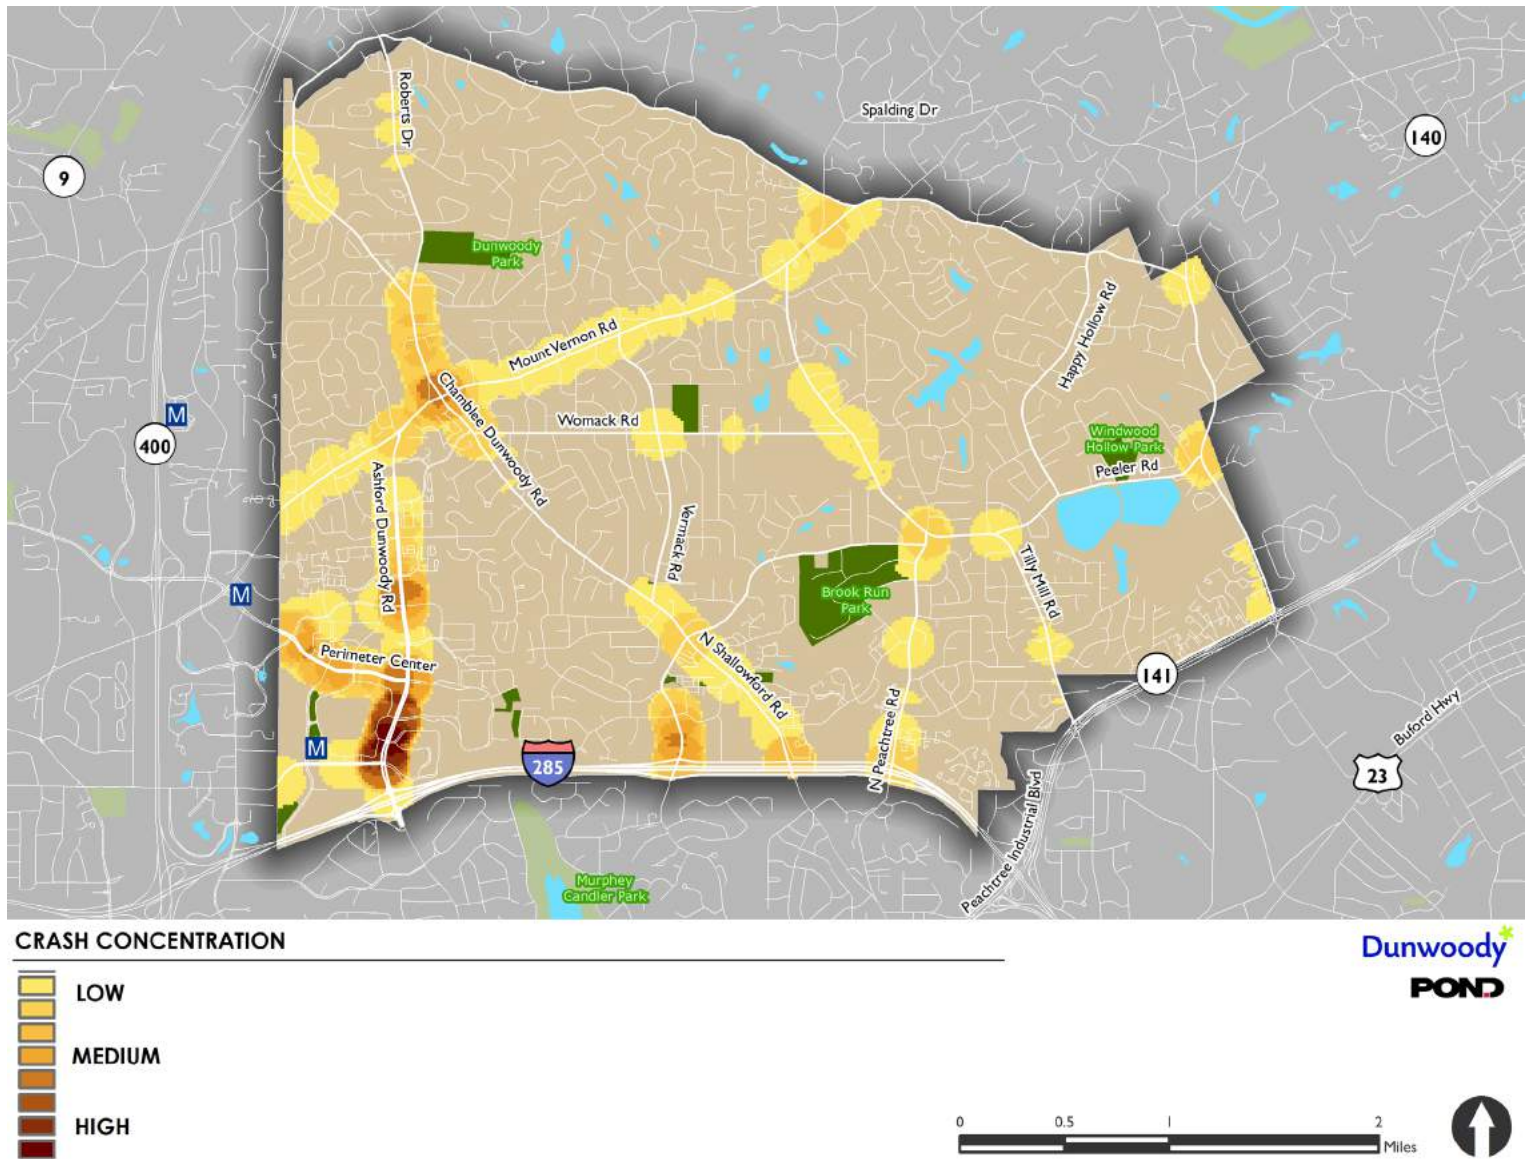 Roberts Dr
Spalding Dr
140
9
Dunwoody
Park
Happy Hollow Rd
Mount Vernon Rd
Chamblee Dunwoody Rd
M
Womack Rd
400
Windwood
Hollow Park
Peeler Rd
Ashford Dunwoody Rd
Vermack Rd
Tilly Mill Rd
M
Brook Run
Park
Perimeter Center
N Shallowford Rd
141
N Peachtree Rd
Buford Hwy
M
285
23
Peachtree Industrial Blvd
Murphey
Candler Park
CRASH CONCENTRATION
Dunwoody
POND
LOW
MEDIUM
HIGH
0 0.5 1 2
Miles